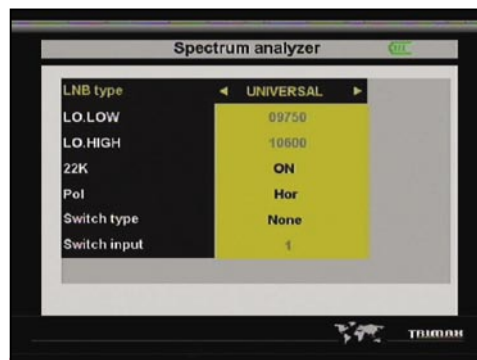 Spectrum analyzer
LNB type UNIVERSAL
LO.LOW 09750
LO.HIGH 10600
22K ON
Pol Hor
Switch type None
Switch input 1
TRIMAX